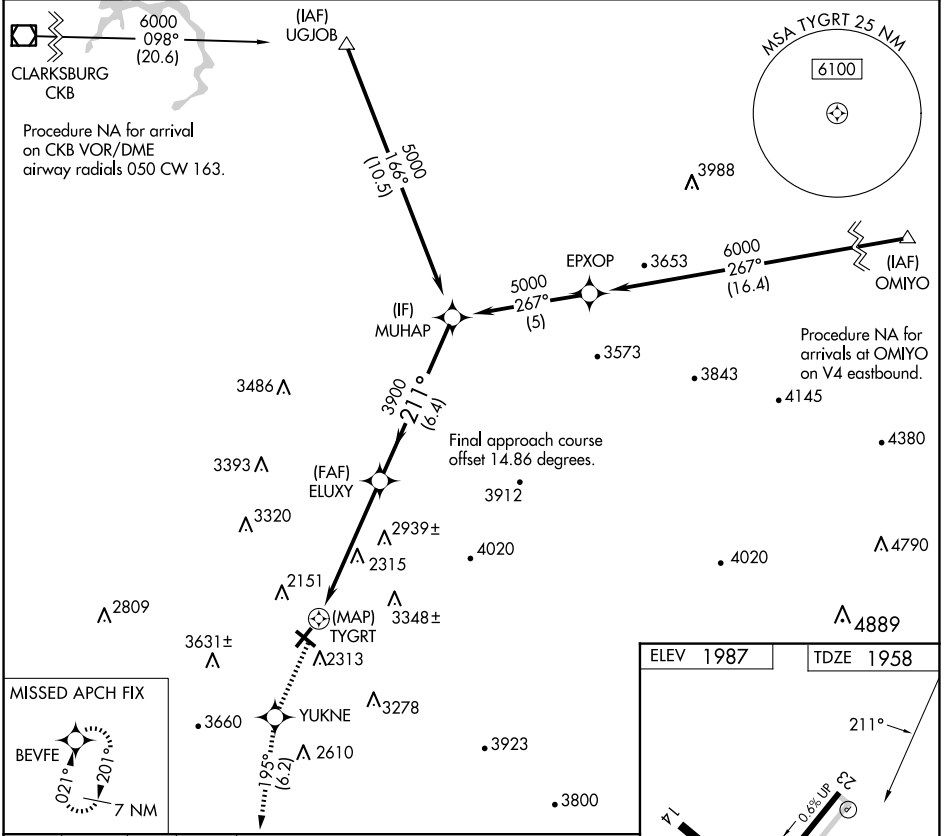 6000
098°
(20.6)
CLARKSBURG
CKB
(IAF)
UGJOB
MSA TYGRT 25 NM
6100
Procedure NA for arrival
on CKB VOR/DME
airway radials 050 CW 163.
5000
166°
(10.5)
3988
EPXOP
3653
6000
267°
(16.4)
(IAF)
OMIYO
5000
267°
(5)
(IF)
MUHAP
Procedure NA for
arrivals at OMIYO
on V4 eastbound.
3573
3843
4145
3486
3900
211°
(6.4)
Final approach course
offset 14.86 degrees.
4380
3393
(FAF)
ELUXY
3912
3320
2939±
2315
4020
4020
4790
2151
2809
(MAP)
TYGRT
3348±
4889
3631±
2313
ELEV 1987
TDZE 1958
MISSED APCH FIX
BEVFE
021°
201°
7 NM
3660
YUKNE
3278
2610
195°
(6.2)
3923
3800
211°
23
0.6% UP
P
14